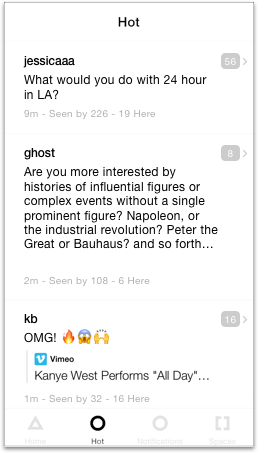 Hot
jessicaaa 56
What would you do with 24 hour
in LA?
9m - Seen by 226 - 19 Here
ghost 8
Are you more interested by
histories of influential figures or
complex events without a single
prominent figure? Napoleon, or
the industrial revolution? Peter the
Great or Bauhaus? and so forth…
2m - Seen by 108 - 6 Here
kb 16
OMG! 🔥😱🙌
Vimeo
Kanye West Performs "All Day"…
1m - Seen by 32 - 16 Here
Home Hot Notifications Spaces